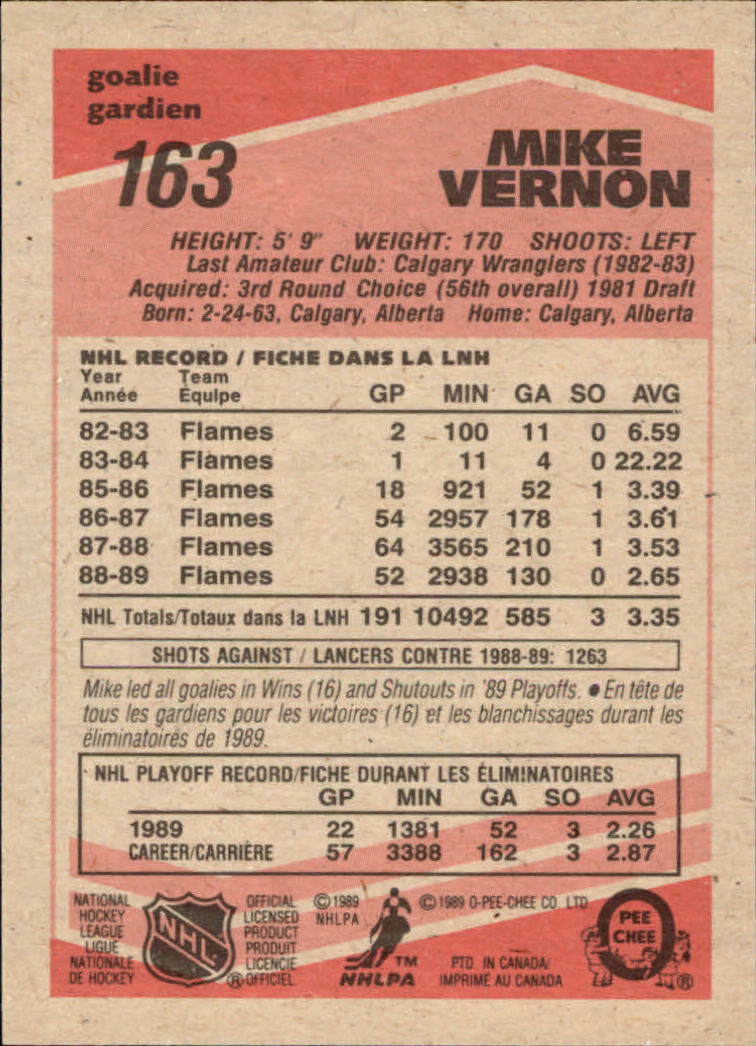 goalie
gardien
163
MIKE
VERNON
HEIGHT: 5' 9" WEIGHT: 170 SHOOTS: LEFT
Last Amateur Club: Calgary Wranglers (1982-83)
Acquired: 3rd Round Choice (56th overall) 1981 Draft
Born: 2-24-63, Calgary, Alberta Home: Calgary, Alberta
NHL RECORD / FICHE DANS LA LNH
Year Team
Année Équipe GP MIN GA SO AVG
82-83 Flames 2 100 11 0 6.59
83-84 Flames 1 11 4 0 22.22
85-86 Flames 18 921 52 1 3.39
86-87 Flames 54 2957 178 1 3.61
87-88 Flames 64 3565 210 1 3.53
88-89 Flames 52 2938 130 0 2.65
NHL Totals/Totaux dans la LNH 191 10492 585 3 3.35
SHOTS AGAINST / LANCERS CONTRE 1988-89: 1263
Mike led all goalies in Wins (16) and Shutouts in '89 Playoffs. ● En tête de
tous les gardiens pour les victoires (16) et les blanchissages durant les
éliminatoires de 1989.
NHL PLAYOFF RECORD/FICHE DURANT LES ÉLIMINATOIRES
GP MIN GA SO AVG
1989 22 1381 52 3 2.26
CAREER/CARRIÈRE 57 3388 162 3 2.87
NATIONAL
HOCKEY
LEAGUE
LIGUE
NATIONALE
DE HOCKEY
NHL
®
OFFICIAL
LICENSED
PRODUCT
PRODUIT
LICENCIE
OFFICIEL
© 1989
NHLPA
TM
NHLPA
© 1989 O-PEE-CHEE CO. LTD
PTD. IN CANADA/
IMPRIMÉ AU CANADA
PEE
CHEE
®